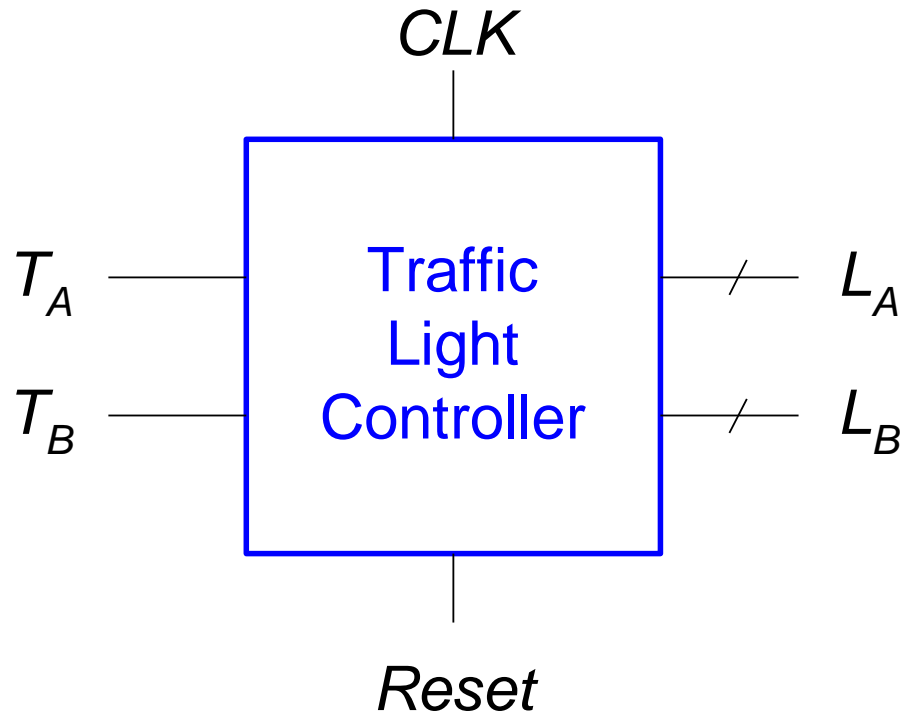 CLK
T_A
Traffic
Light
Controller
L_A
T_B
L_B
Reset